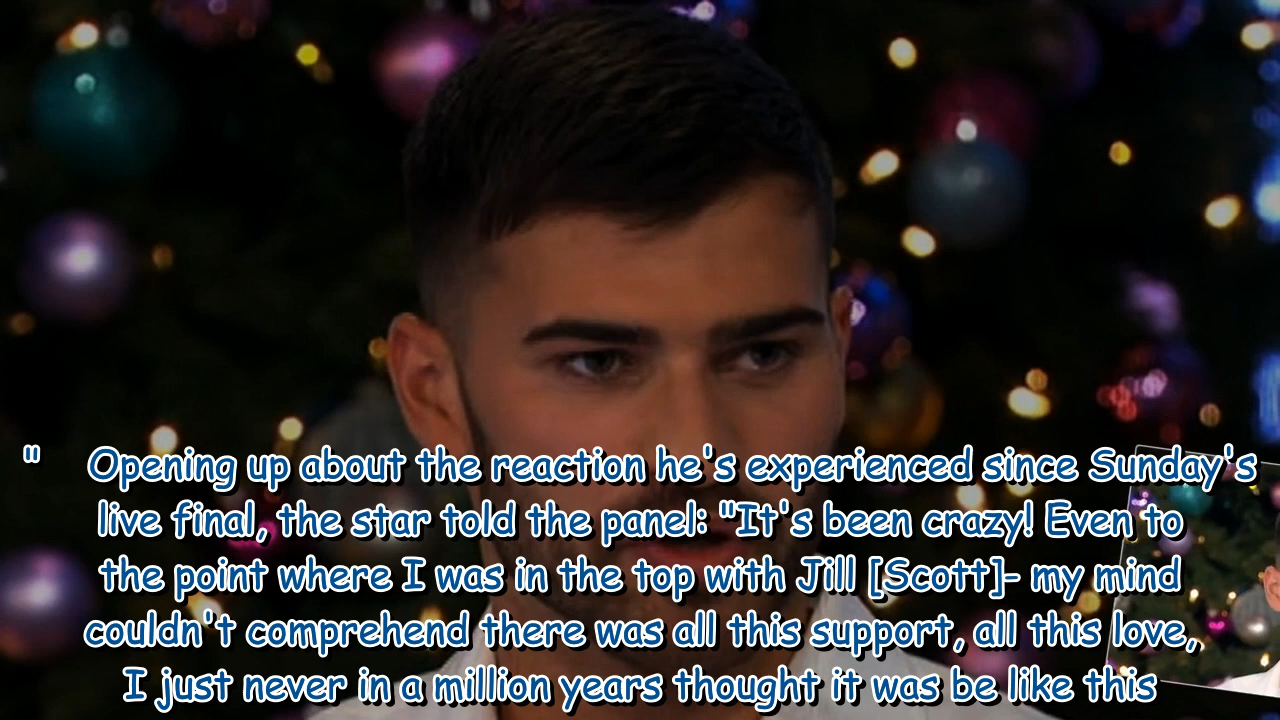 "    Opening up about the reaction he's experienced since Sunday's
live final, the star told the panel: "It's been crazy! Even to
the point where I was in the top with Jill [Scott]- my mind
couldn't comprehend there was all this support, all this love,
I just never in a million years thought it was be like this